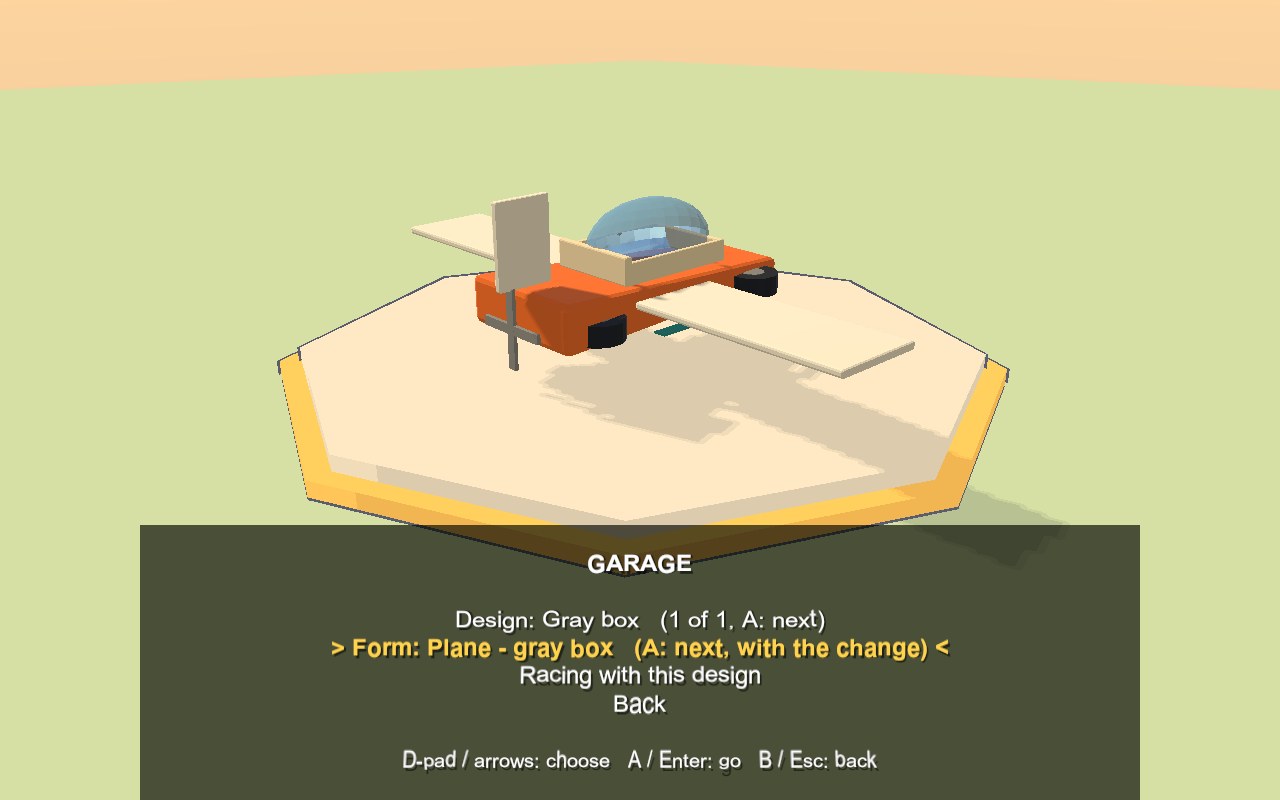 GARAGE
Design: Gray box (1 of 1, A: next)
> Form: Plane - gray box (A: next, with the change) <
Racing with this design
Back
D-pad / arrows: choose A / Enter: go B / Esc: back